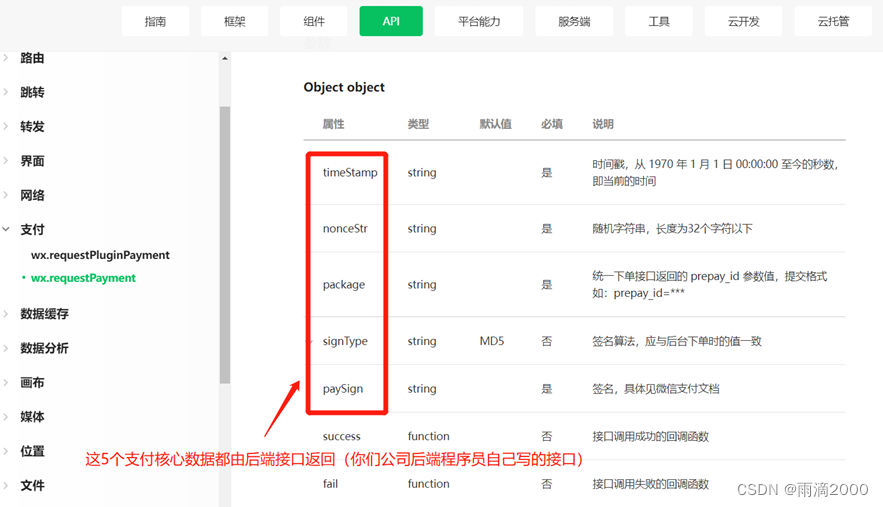 指南 框架 组件 API 平台能力 服务端 工具 云开发 云托管
路由
跳转
转发
界面
网络
支付
wx.requestPluginPayment
wx.requestPayment
数据缓存
数据分析
画布
媒体
位置
文件
Object object
属性 类型 默认值 必填 说明
timeStamp string 是 时间戳，从 1970 年 1 月 1 日 00:00:00 至今的秒数，
即当前的时间
nonceStr string 是 随机字符串，长度为32个字符以下
package string 是 统一下单接口返回的 prepay_id 参数值，提交格式
如：prepay_id=***
signType string MD5 否 签名算法，应与后台下单时的值一致
paySign string 是 签名，具体见微信支付文档
success function 否 接口调用成功的回调函数
这5个支付核心数据都由后端接口返回（你们公司后端程序员自己写的接口）
fail function 否 接口调用失败的回调函数
CSDN @雨滴2000